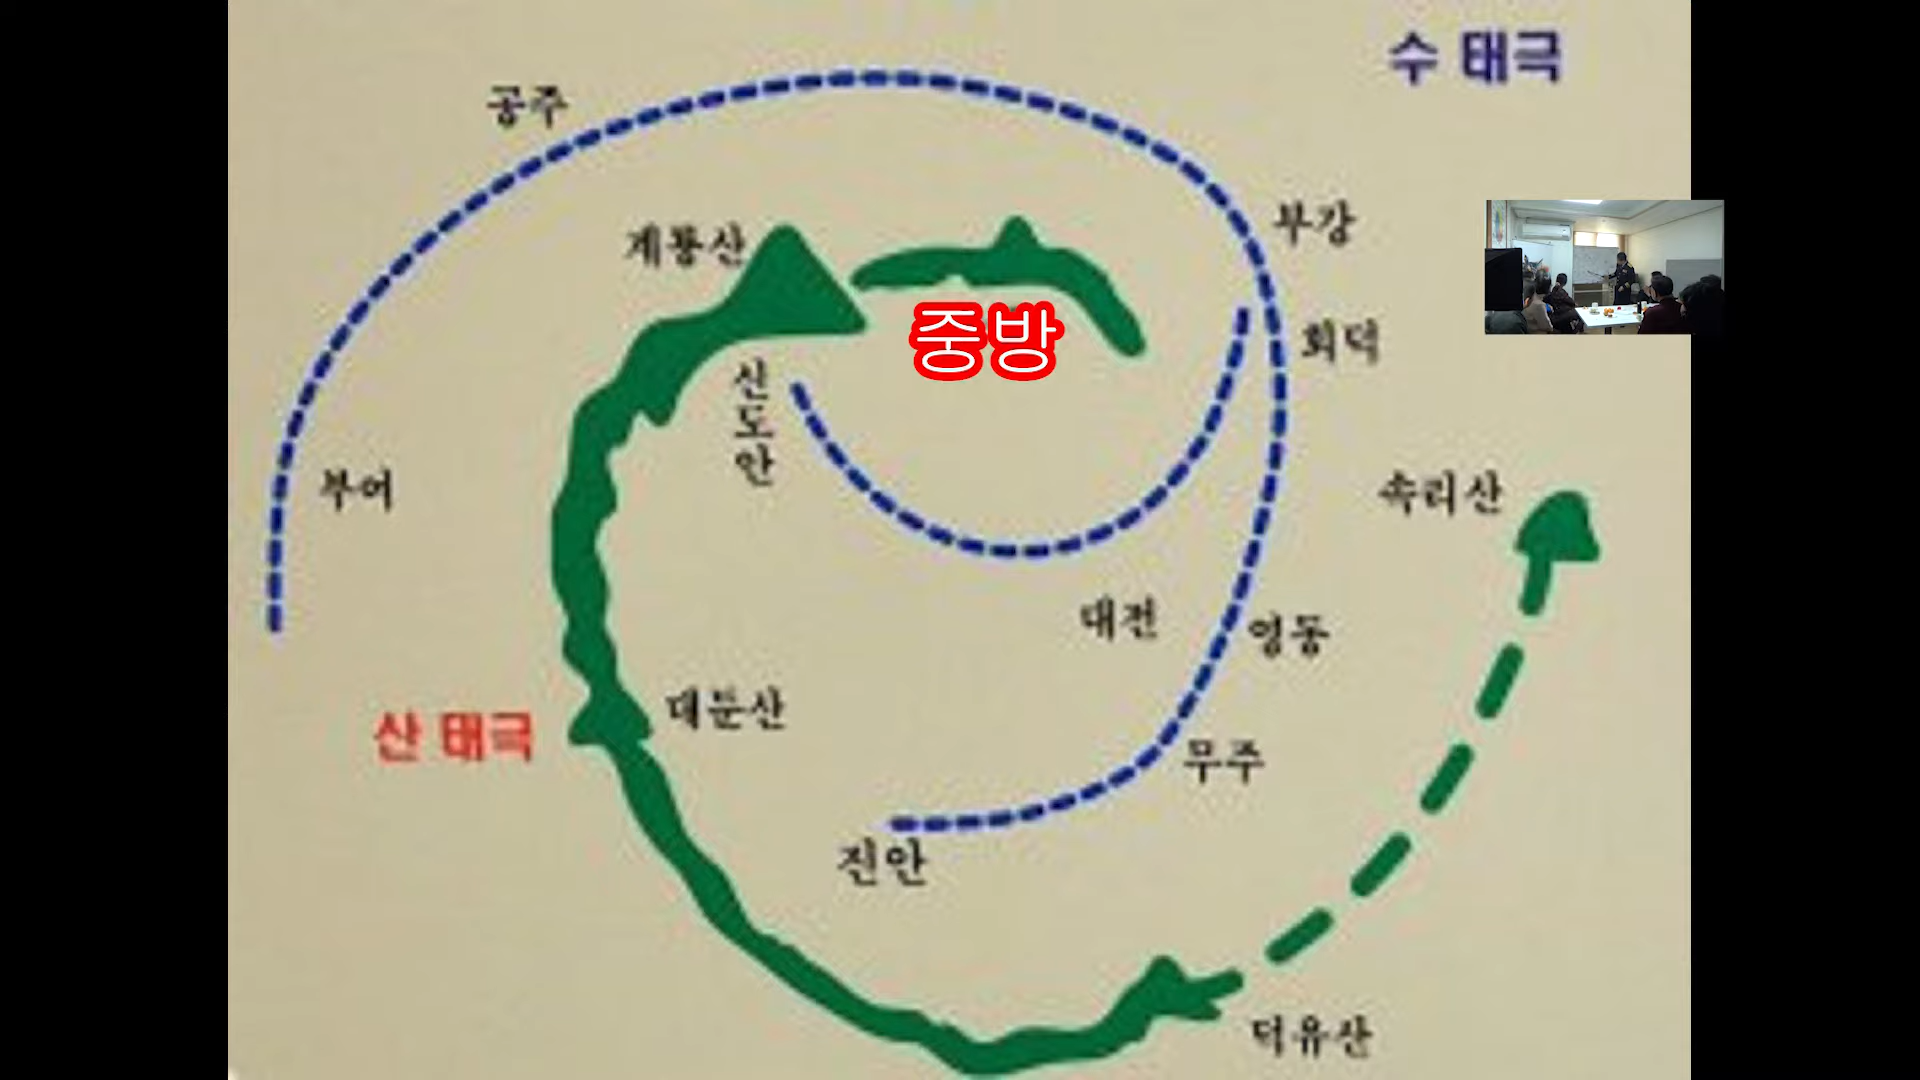 수 태극
공주
부강
계룡산
중방
회덕
신도안
부여
속리산
대전
영동
대둔산
산 태극
무주
진안
덕유산